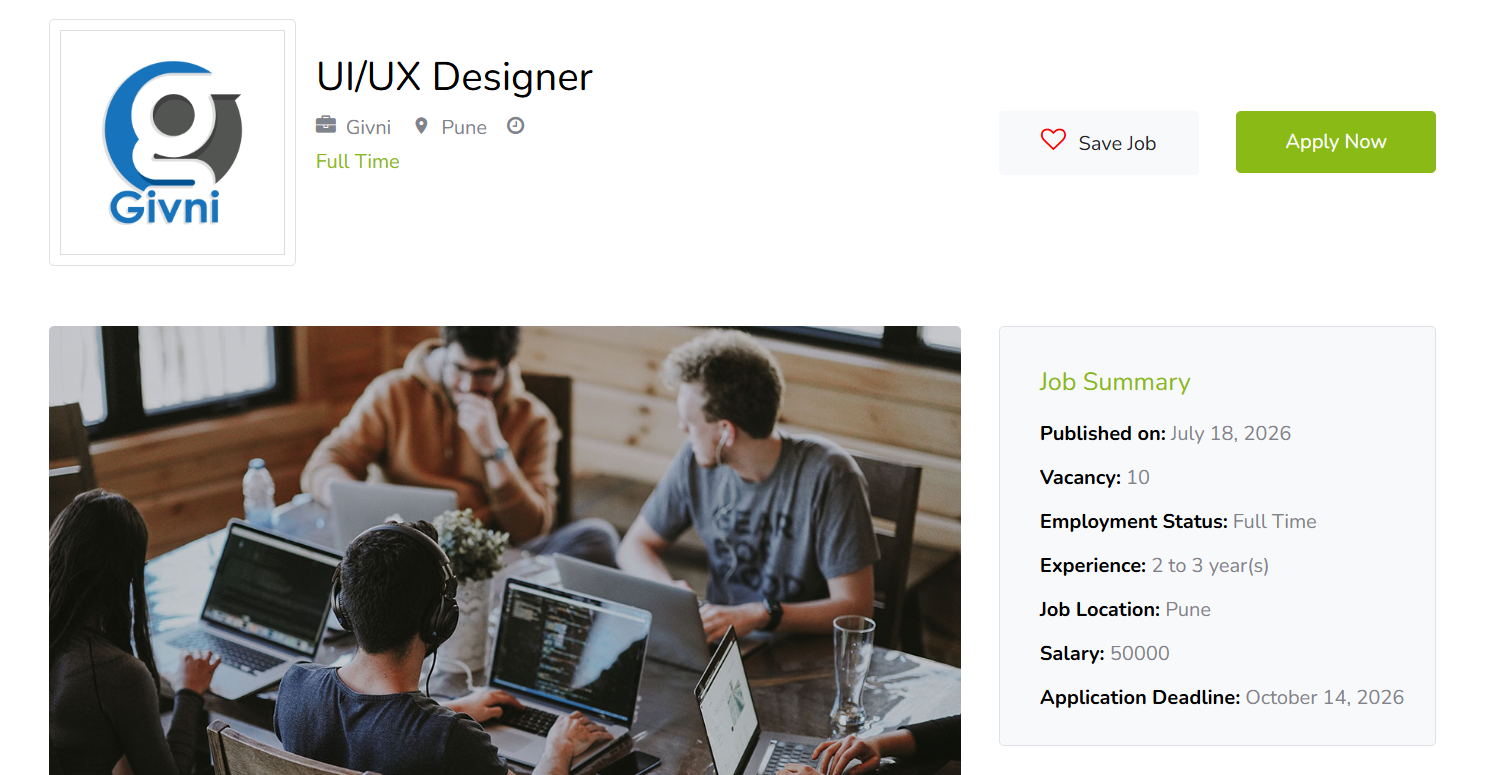 Givni
UI/UX Designer
Givni Pune
Full Time
Save Job
Apply Now
Job Summary
Published on: July 18, 2026
Vacancy: 10
Employment Status: Full Time
Experience: 2 to 3 year(s)
Job Location: Pune
Salary: 50000
Application Deadline: October 14, 2026